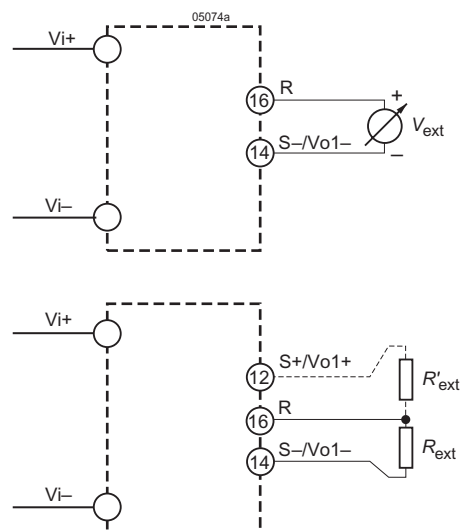 05074a
Vi+
16 R
+
Vext
14 S–/Vo1–
–
Vi–
Vi+
S+/Vo1+
12
R'ext
16 R
S–/Vo1–
14
Rext
Vi–